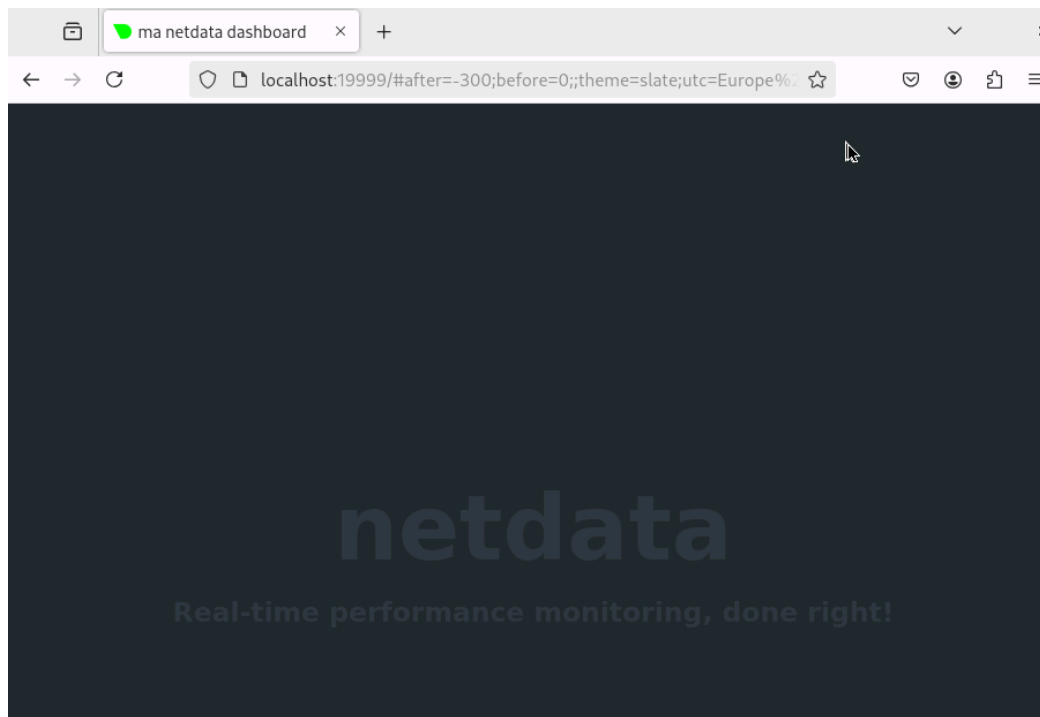 ma netdata dashboard
localhost:19999/#after=-300;before=0;;theme=slate;utc=Europe%2
netdata
Real-time performance monitoring, done right!